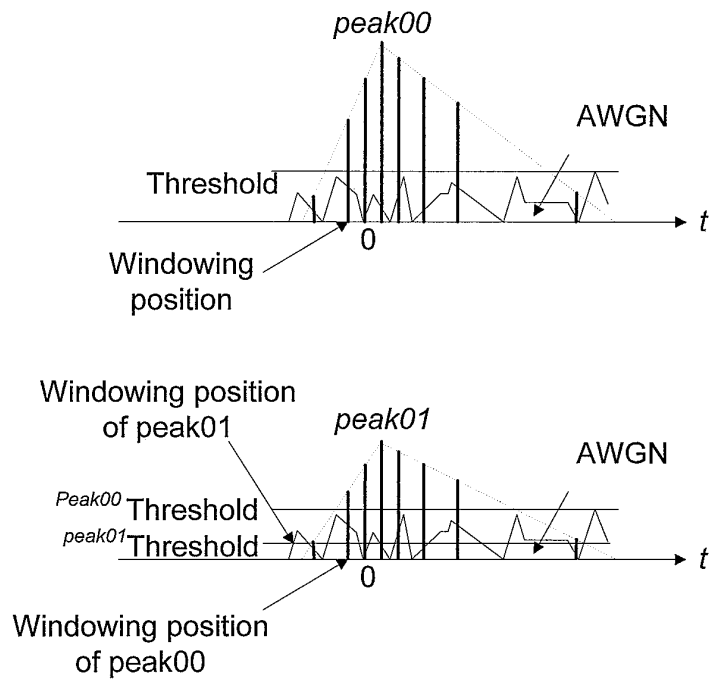 peak00
AWGN
Threshold
t
0
Windowing
position
Windowing position
of peak01
peak01
AWGN
Peak00 Threshold
peak01 Threshold
t
0
Windowing position
of peak00